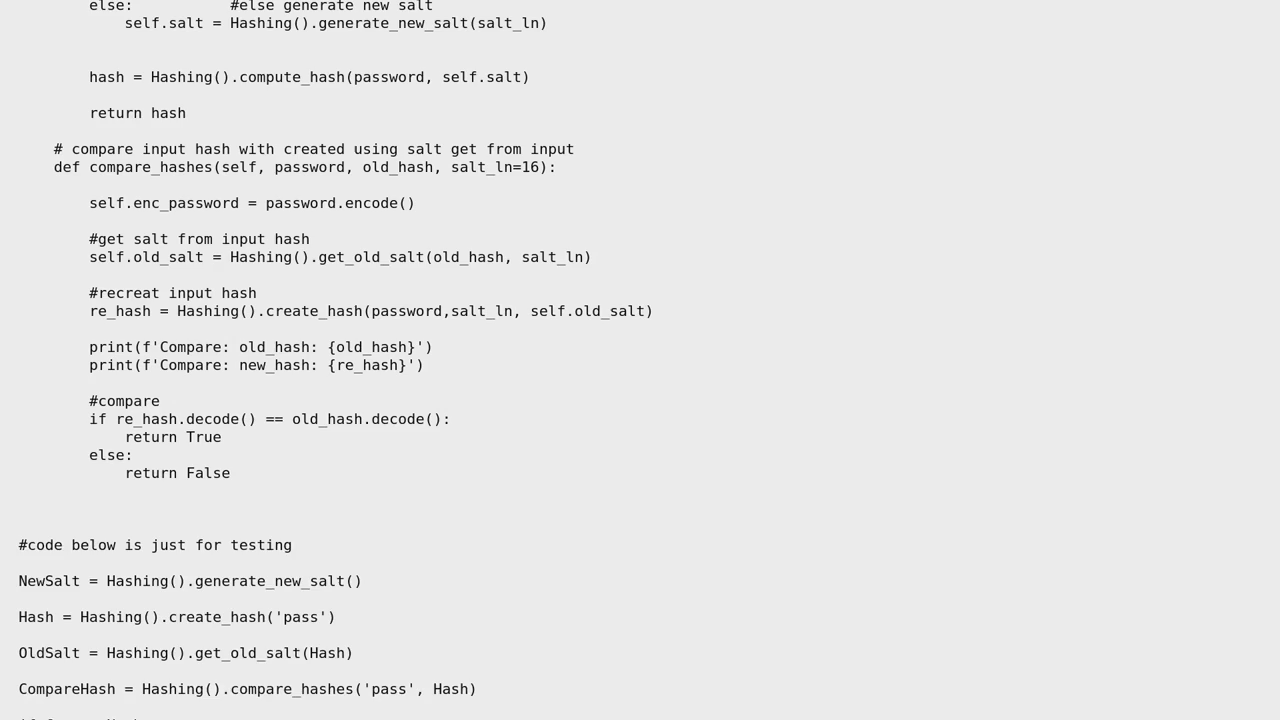 else:           #else generate new salt
self.salt = Hashing().generate_new_salt(salt_ln)
hash = Hashing().compute_hash(password, self.salt)
return hash
# compare input hash with created using salt get from input
def compare_hashes(self, password, old_hash, salt_ln=16):
self.enc_password = password.encode()
#get salt from input hash
self.old_salt = Hashing().get_old_salt(old_hash, salt_ln)
#recreat input hash
re_hash = Hashing().create_hash(password,salt_ln, self.old_salt)
print(f'Compare: old_hash: {old_hash}')
print(f'Compare: new_hash: {re_hash}')
#compare
if re_hash.decode() == old_hash.decode():
return True
else:
return False
#code below is just for testing
NewSalt = Hashing().generate_new_salt()
Hash = Hashing().create_hash('pass')
OldSalt = Hashing().get_old_salt(Hash)
CompareHash = Hashing().compare_hashes('pass', Hash)